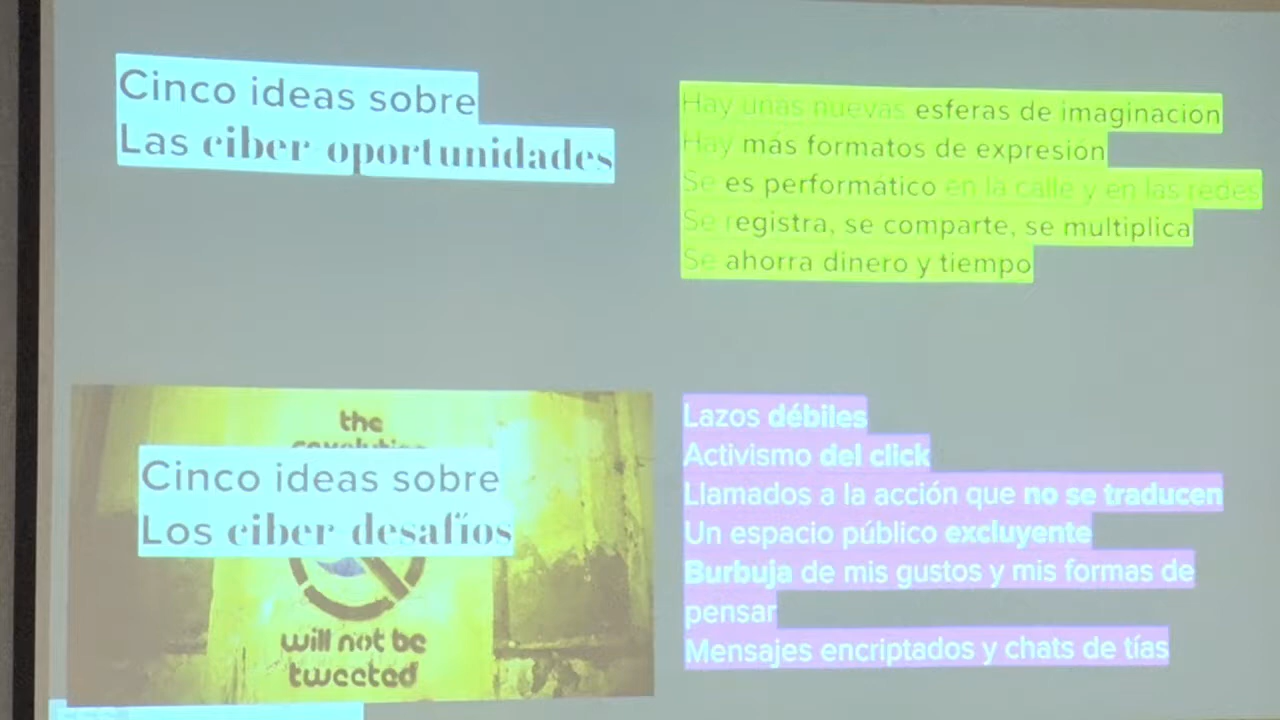 Cinco ideas sobre
Las ciber oportunidades
Hay unas nuevas esferas de imaginación
Hay más formatos de expresión
Se es performático en la calle y en las redes
Se registra, se comparte, se multiplica
Se ahorra dinero y tiempo
the
revolution
Cinco ideas sobre
Los ciber desafíos
will not be
tweeted
Lazos débiles
Activismo del click
Llamados a la acción que no se traducen
Un espacio público excluyente
Burbuja de mis gustos y mis formas de
pensar
Mensajes encriptados y chats de tías